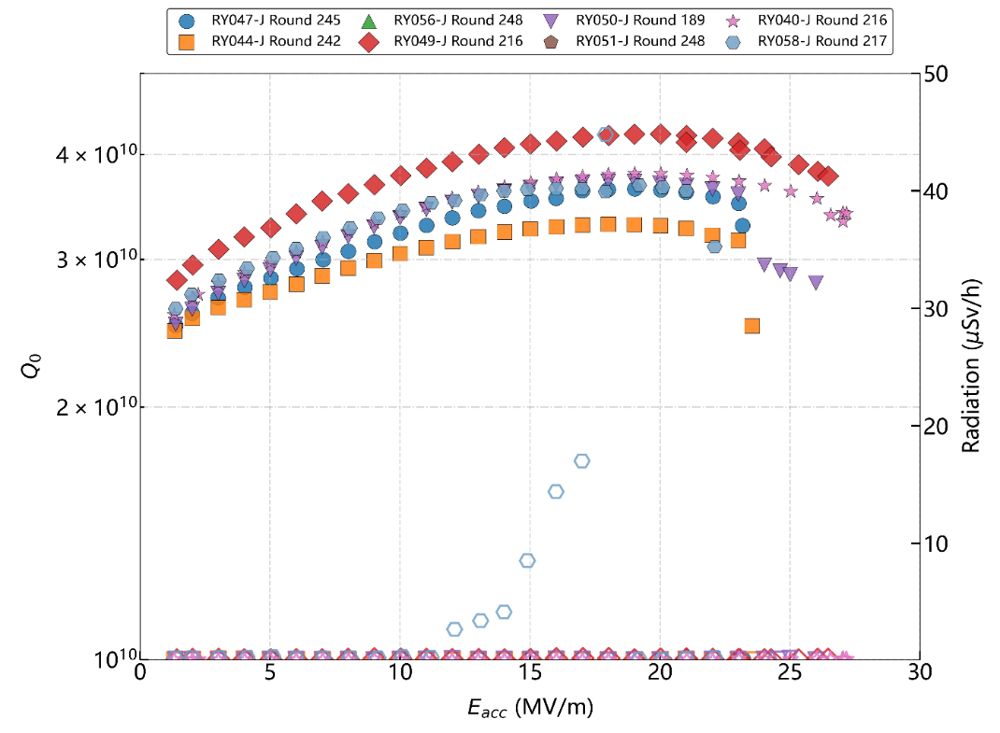 RY047-J Round 245 RY056-J Round 248 RY050-J Round 189 RY040-J Round 216
RY044-J Round 242 RY049-J Round 216 RY051-J Round 248 RY058-J Round 217
50
4 × 10¹⁰
40
3 × 10¹⁰
30
2 × 10¹⁰
20
10
10¹⁰
Q₀
Radiation (μSv/h)
0 5 10 15 20 25 30
E_acc (MV/m)